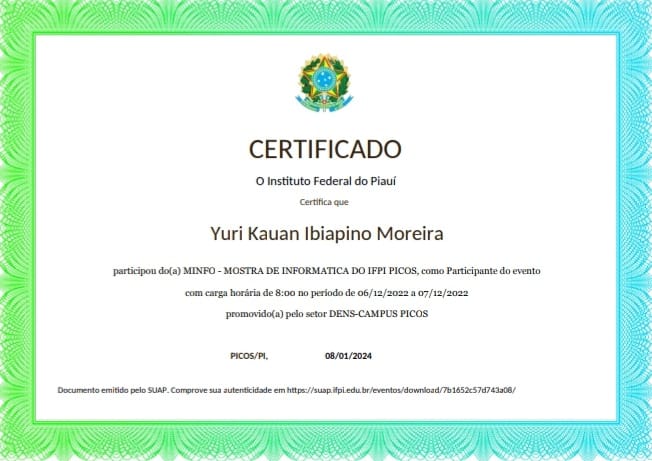 CERTIFICADO
O Instituto Federal do Piauí
Certifica que
Yuri Kauan Ibiapino Moreira
participou do(a) MINFO - MOSTRA DE INFORMATICA DO IFPI PICOS, como Participante do evento
com carga horária de 8:00 no período de 06/12/2022 a 07/12/2022
promovido(a) pelo setor DENS-CAMPUS PICOS
PICOS/PI, 08/01/2024
Documento emitido pelo SUAP. Comprove sua autenticidade em https://suap.ifpi.edu.br/eventos/download/7b1652c57d743a08/